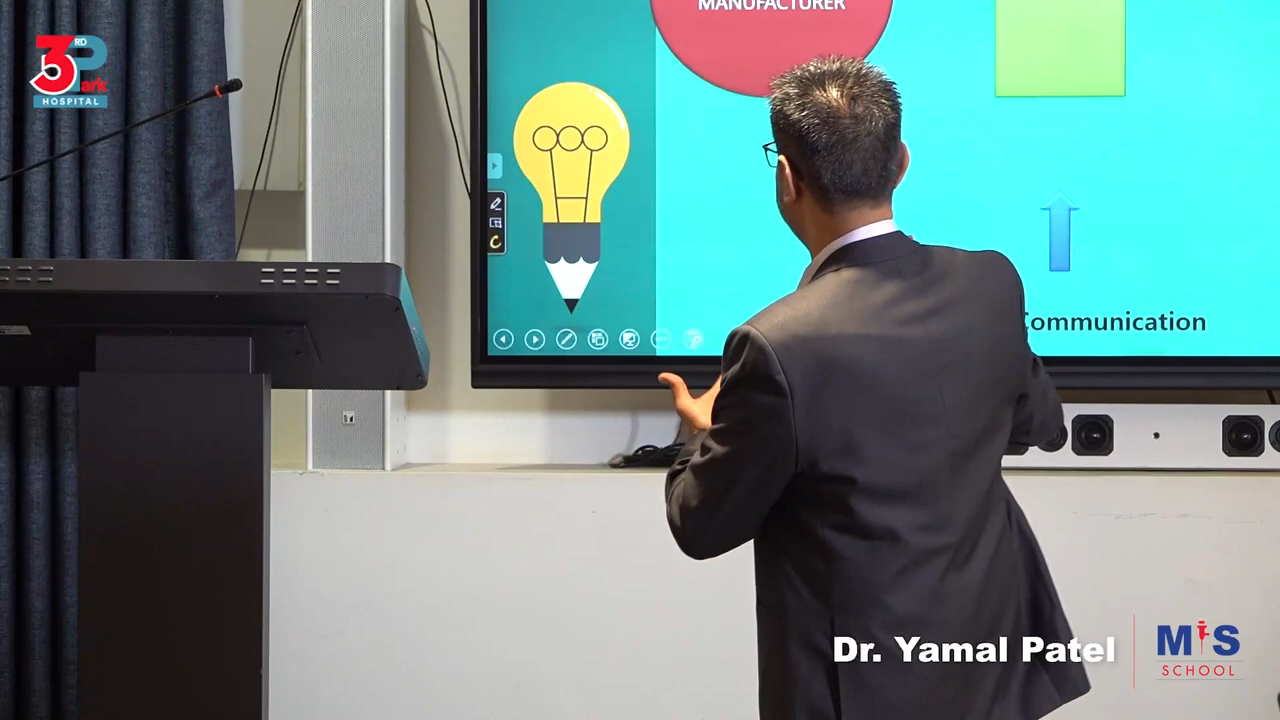 MANUFACTURER
3RD Park
HOSPITAL
Communication
Dr. Yamal Patel
MIS
SCHOOL